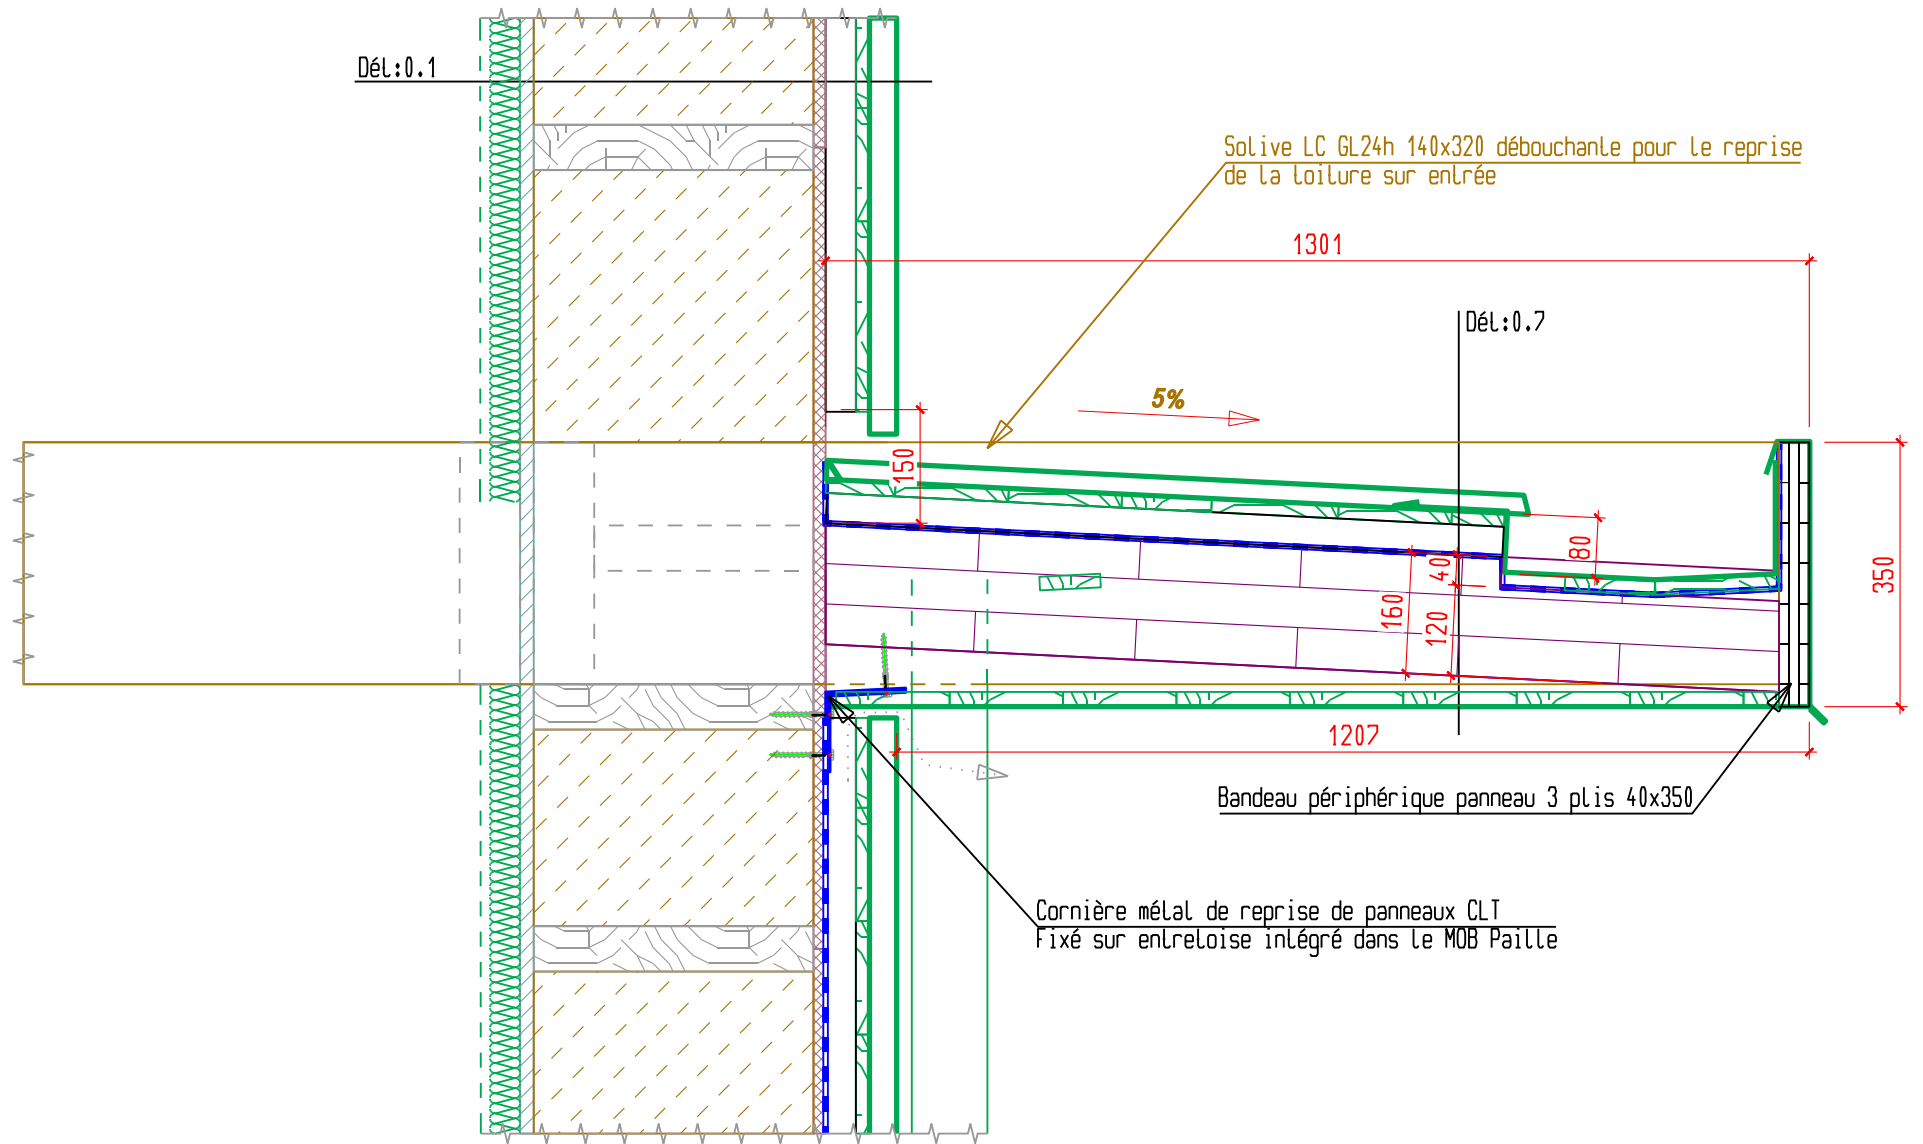 Dét:0.1
Solive LC GL24h 140x320 débouchante pour le reprise
de la toiture sur entrée
1301
Dét:0.7
5%
150
80
40
350
160
120
1207
Bandeau périphérique panneau 3 plis 40x350
Cornière métal de reprise de panneaux CLT
Fixé sur entretoise intégré dans le MOB Paille